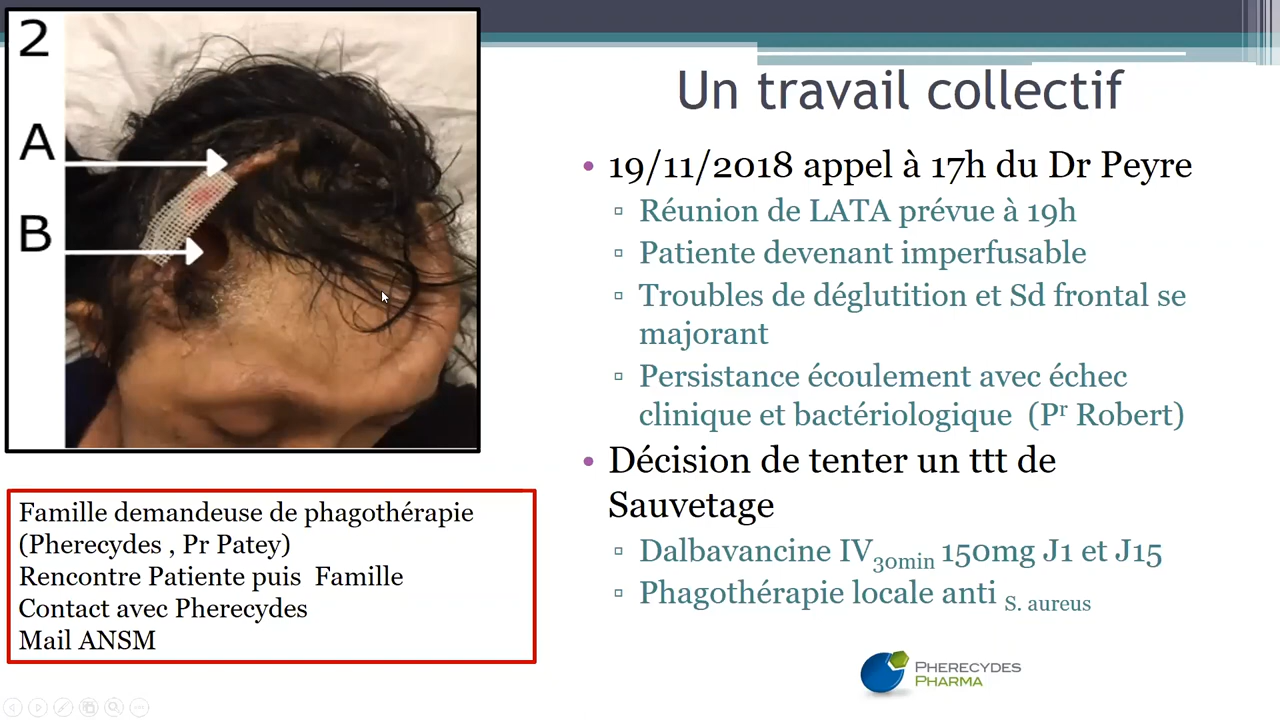 2
A
B
Un travail collectif
• 19/11/2018 appel à 17h du Dr Peyre
▫ Réunion de LATA prévue à 19h
▫ Patiente devenant imperfusable
▫ Troubles de déglutition et Sd frontal se
majorant
▫ Persistance écoulement avec échec
clinique et bactériologique (Pr Robert)
• Décision de tenter un ttt de
Sauvetage
▫ Dalbavancine IV30min 150mg J1 et J15
▫ Phagothérapie locale anti S. aureus
Famille demandeuse de phagothérapie
(Pherecydes , Pr Patey)
Rencontre Patiente puis Famille
Contact avec Pherecydes
Mail ANSM
PHERECYDES
PHARMA